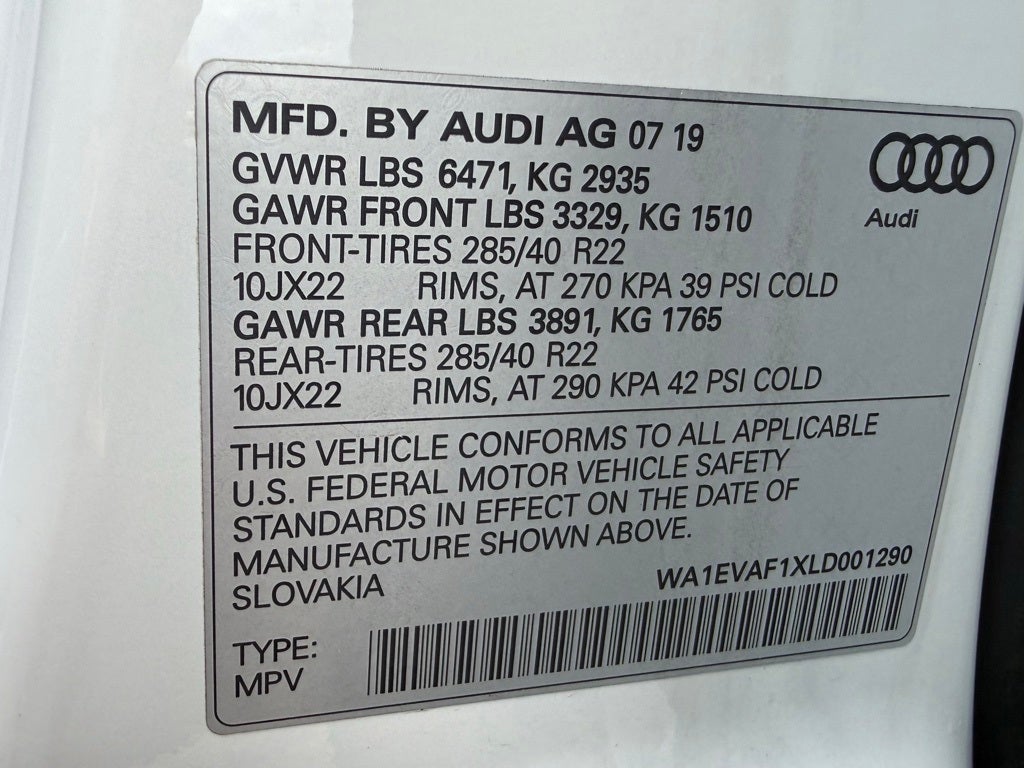 MFD. BY AUDI AG 07 19
GVWR LBS 6471, KG 2935
GAWR FRONT LBS 3329, KG 1510
FRONT-TIRES 285/40 R22
10JX22 RIMS, AT 270 KPA 39 PSI COLD
GAWR REAR LBS 3891, KG 1765
REAR-TIRES 285/40 R22
10JX22 RIMS, AT 290 KPA 42 PSI COLD
Audi
THIS VEHICLE CONFORMS TO ALL APPLICABLE
U.S. FEDERAL MOTOR VEHICLE SAFETY
STANDARDS IN EFFECT ON THE DATE OF
MANUFACTURE SHOWN ABOVE.
SLOVAKIA
WA1EVAF1XLD001290
TYPE:
MPV